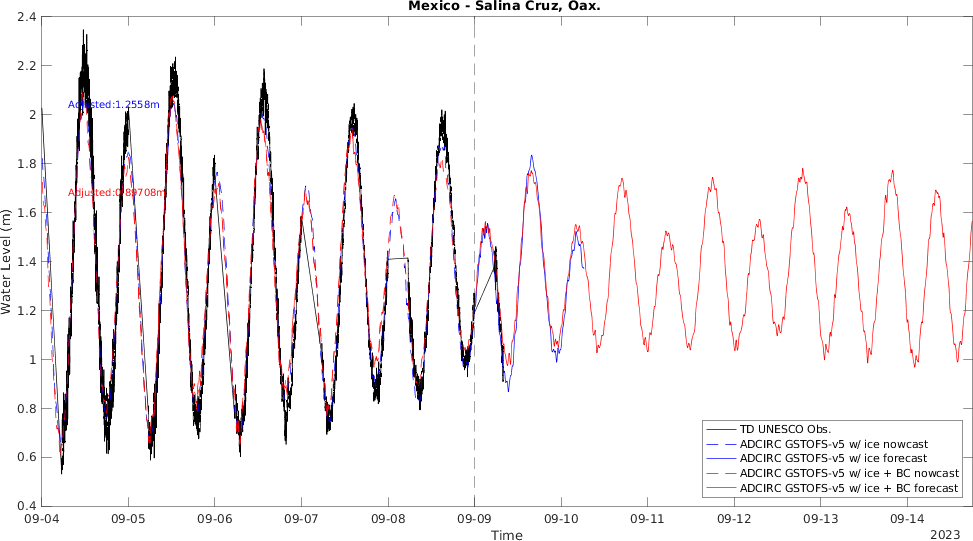 Mexico - Salina Cruz, Oax.
Water Level (m)
2.4
2.2
2
1.8
1.6
1.4
1.2
1
0.8
0.6
0.4
Adjusted:1.2558m
Adjusted:0.89708m
TD UNESCO Obs.
ADCIRC GSTOFS-v5 w/ ice nowcast
ADCIRC GSTOFS-v5 w/ ice forecast
ADCIRC GSTOFS-v5 w/ ice + BC nowcast
ADCIRC GSTOFS-v5 w/ ice + BC forecast
09-04 09-05 09-06 09-07 09-08 09-09 09-10 09-11 09-12 09-13 09-14
Time
2023